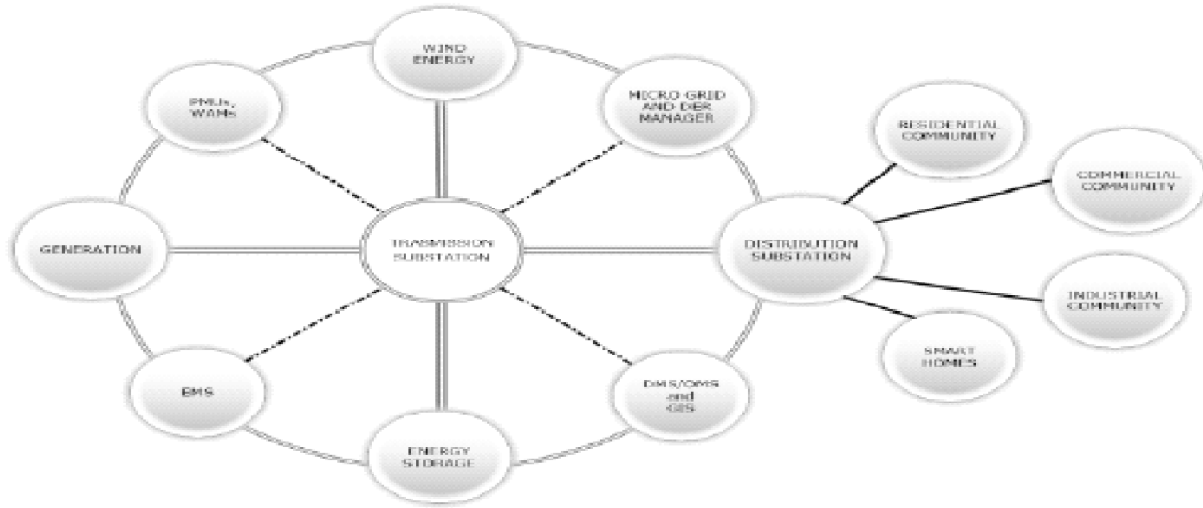 WIND
ENERGY
PMUs,
WAMs
MICRO-GRID
AND DER
MANAGER
RESIDENTIAL
COMMUNITY
COMMERCIAL
COMMUNITY
GENERATION
TRASMISSION
SUBSTATION
DISTRIBUTION
SUBSTATION
INDUSTRIAL
COMMUNITY
SMART
HOMES
EMS
DMS/OMS
and
GIS
ENERGY
STORAGE